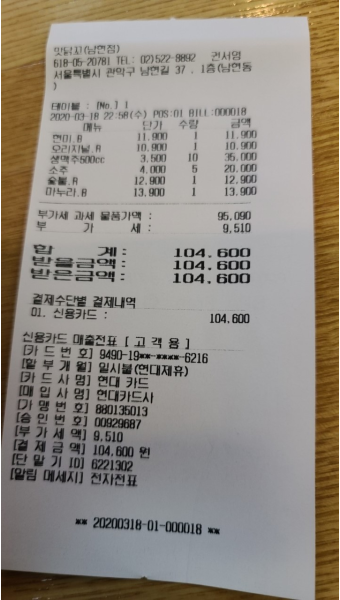 맛닭꼬(남현점)
618-05-20781 TEL: 02)522-8892 전서영
서울특별시 관악구 남현길 37 . 1층(남현동
)
테이블 : [No.] 1
2020-03-18 22:58(수) POS:01 BILL:000018
메뉴 단가 수량 금액
현미.B 11.900 1 11.900
오리지널.R 10.900 1 10.900
생맥주500cc 3.500 10 35.000
소주 4.000 5 20.000
숯불.B 12.900 1 12.900
마누라.B 13.900 1 13.900
부가세 과세 물품가액 : 95.090
부 가 세 : 9.510
합 계: 104.600
받을금액: 104.600
받은금액: 104.600
결제수단별 결제내역
01. 신용카드 : 104.600
신용카드 매출전표 [ 고 객 용 ]
[카 드 번 호] 9490-19**-****-6216
[할 부 개 월] 일시불(현대제휴)
[카 드 사 명] 현대 카드
[매 입 사 명] 현대카드사
[가 맹 번 호] 880135013
[승 인 번 호] 00929687
[부 가 세 액] 9.510
[결 제 금 액] 104.600 원
[단 말 기 ID] 6221302
[알림 메세지] 전자전표
** 20200318-01-000018 **